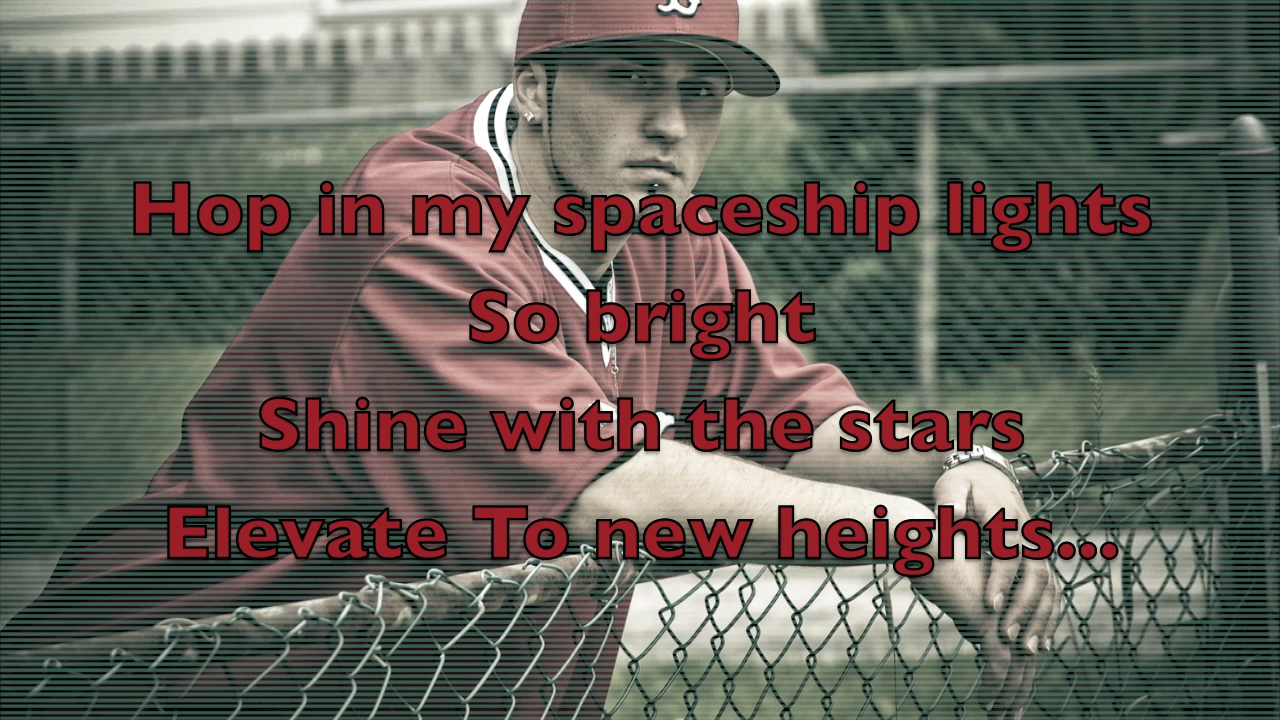 Hop in my spaceship lights
So bright
Shine with the stars
Elevate To new heights...